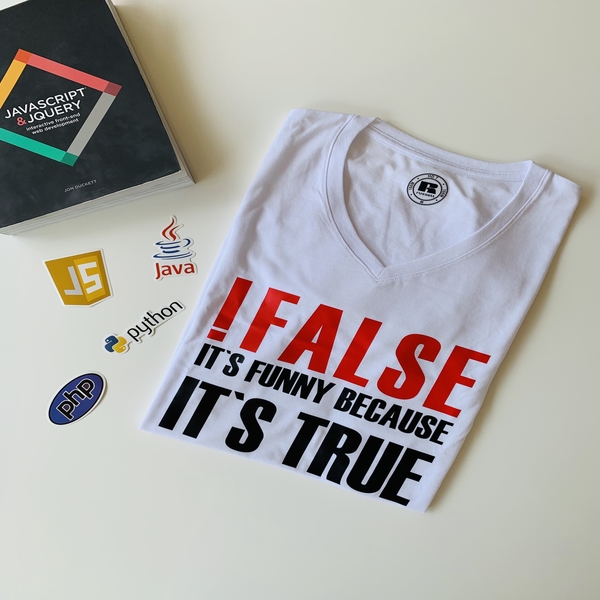 JAVASCRIPT
& JQUERY
interactive front-end
web development
JON DUCKETT
JS
Java
python
php
R
!FALSE
IT`S FUNNY BECAUSE
IT`S TRUE